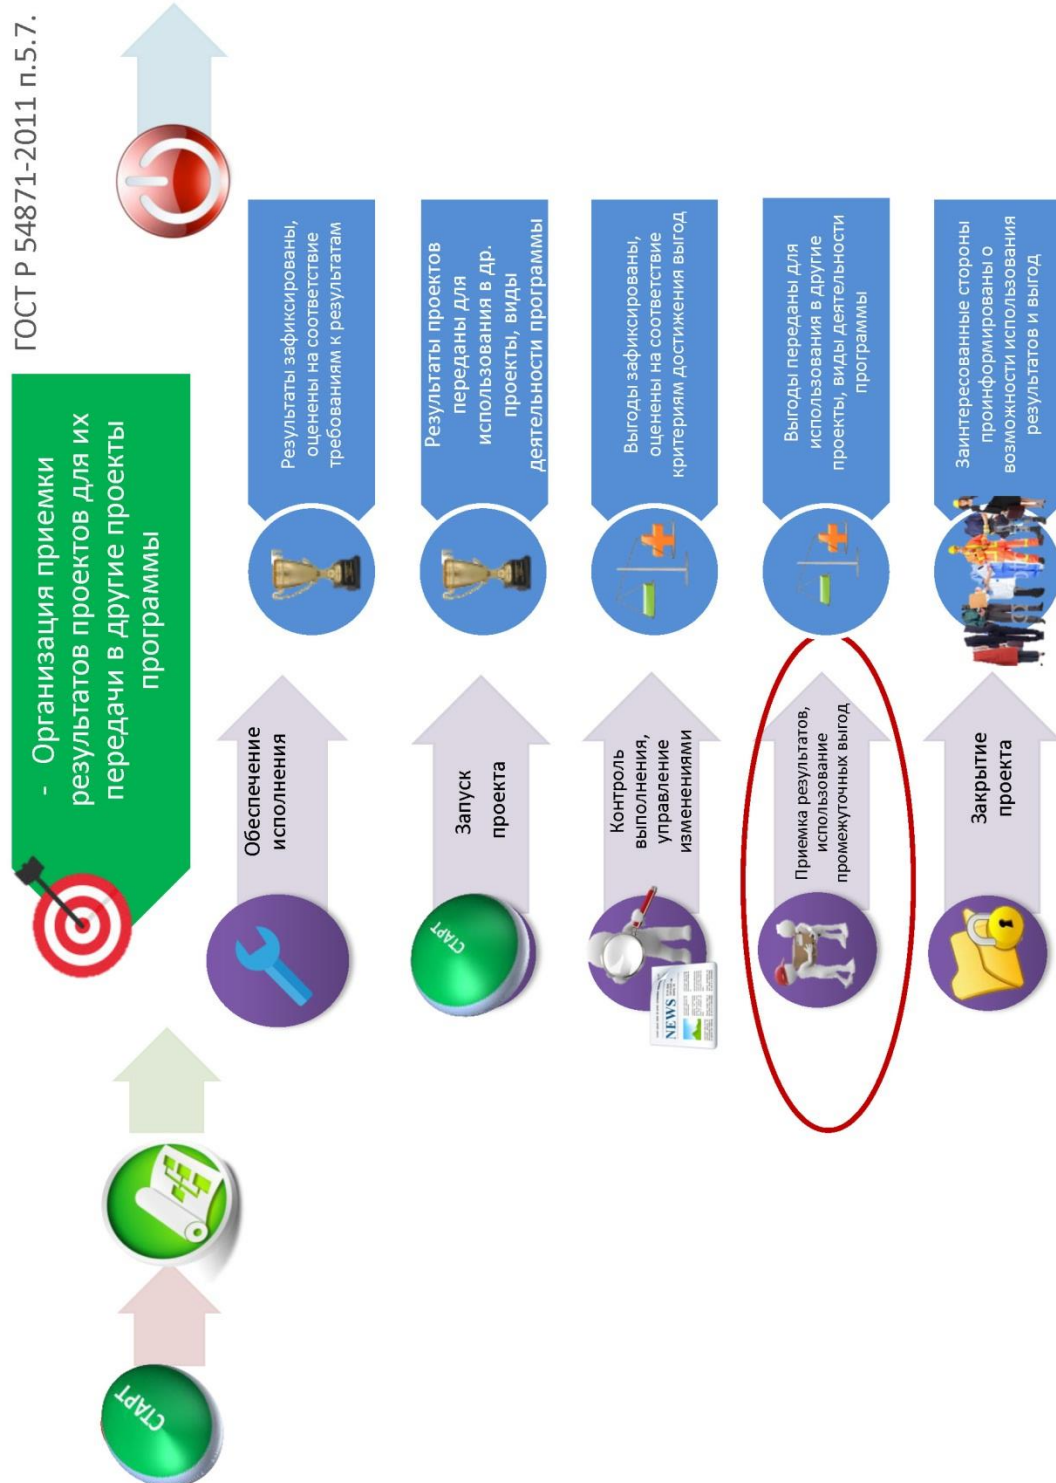 ГОСТ Р 54871-2011 п.5.7.
СТАРТ
- Организация приемки
результатов проектов для их
передачи в другие проекты
программы
Обеспечение
исполнения
Результаты зафиксированы,
оценены на соответствие
требованиям к результатам
СТАРТ
Запуск
проекта
Результаты проектов
переданы для
использования в др.
проекты, виды
деятельности программы
NEWS
Контроль
выполнения,
управление
изменениями
Выгоды зафиксированы,
оценены на соответствие
критериям достижения выгод
Приемка результатов,
использование
промежуточных выгод
Выгоды переданы для
использования в другие
проекты, виды деятельности
программы
Закрытие
проекта
Заинтересованные стороны
проинформированы о
возможности использования
результатов и выгод